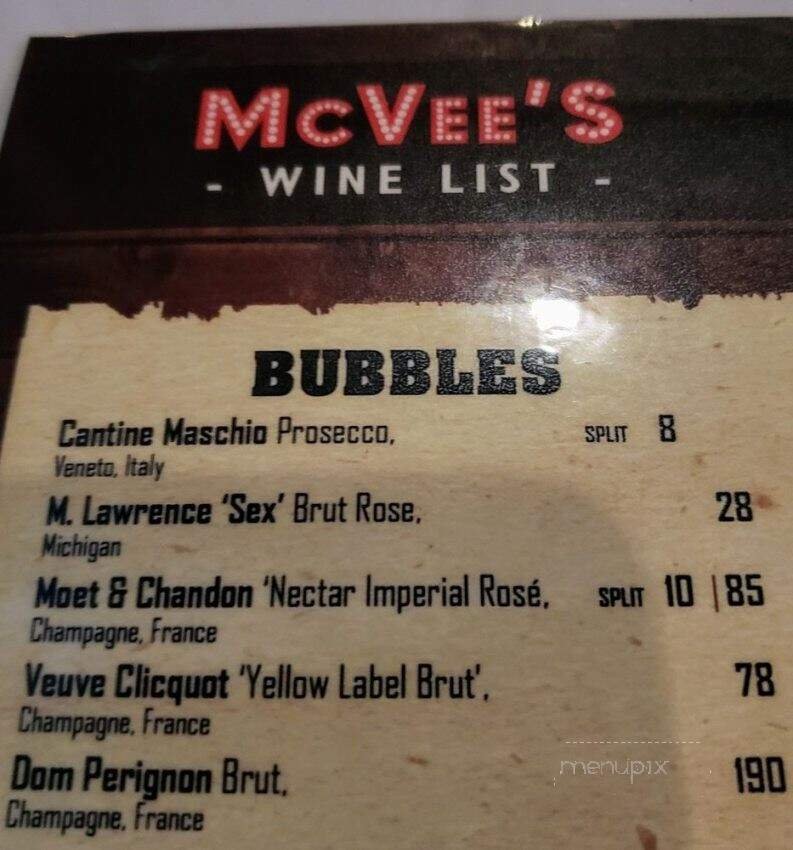 McVEE'S
- WINE LIST -
BUBBLES
Cantine Maschio Prosecco, SPLIT 8
Veneto, Italy
M. Lawrence ‘Sex’ Brut Rose, 28
Michigan
Moet & Chandon ‘Nectar Imperial Rosé, SPLIT 10 | 85
Champagne, France
Veuve Clicquot ‘Yellow Label Brut', 78
Champagne, France
menupix
Dom Perignon Brut, 190
Champagne, France